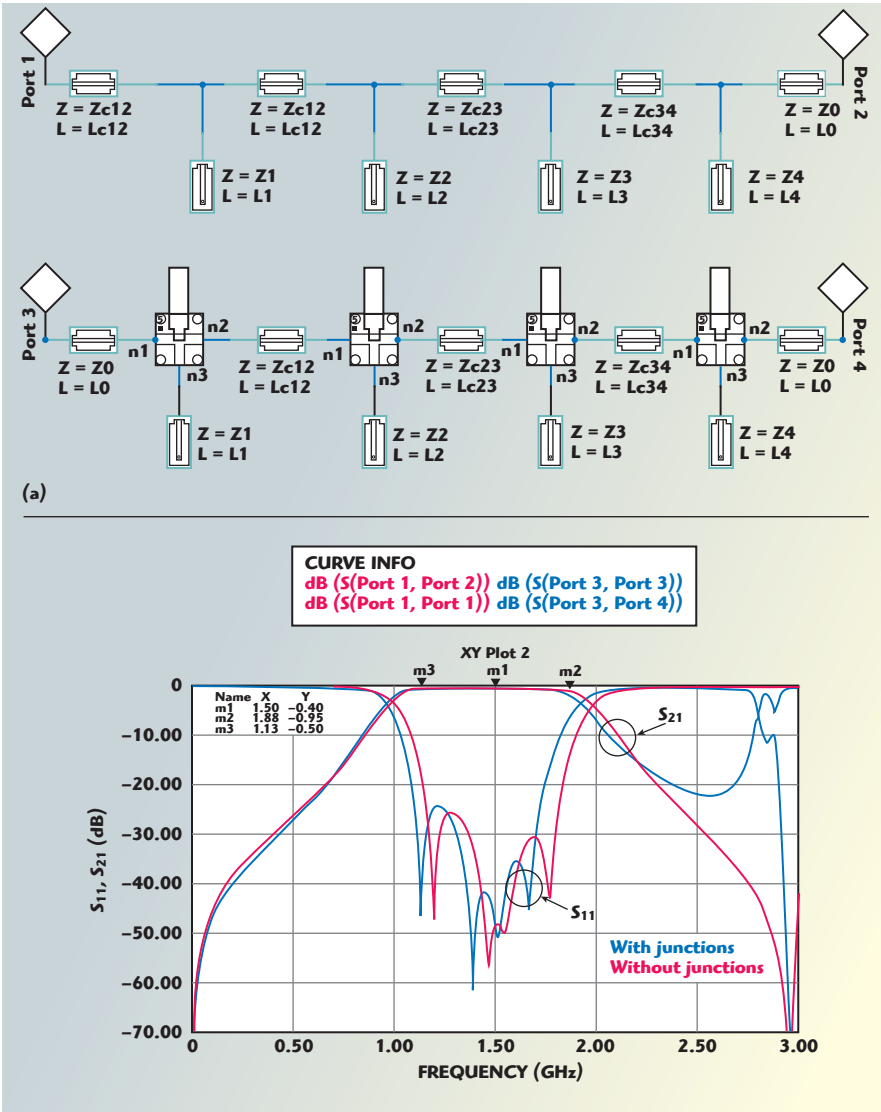 Port 1
Z = Zc12
L = Lc12
Z = Zc12
L = Lc12
Z = Zc23
L = Lc23
Z = Zc34
L = Lc34
Z = Z0
L = L0
Port 2
Z = Z1
L = L1
Z = Z2
L = L2
Z = Z3
L = L3
Z = Z4
L = L4
Port 3
Z = Z0
L = L0
n1
5
n2
n3
Z = Zc12
L = Lc12
n1
5
n2
n3
Z = Zc23
L = Lc23
n1
5
n2
n3
Z = Zc34
L = Lc34
n1
5
n2
n3
Z = Z0
L = L0
Port 4
Z = Z1
L = L1
Z = Z2
L = L2
Z = Z3
L = L3
Z = Z4
L = L4
(a)
CURVE INFO
dB (S(Port 1, Port 2)) dB (S(Port 3, Port 3))
dB (S(Port 1, Port 1)) dB (S(Port 3, Port 4))
XY Plot 2
m3 m1 m2
Name X Y
m1 1.50 −0.40
m2 1.88 −0.95
m3 1.13 −0.50
S21
S11
With junctions
Without junctions
S11, S21 (dB)
0
−10.00
−20.00
−30.00
−40.00
−50.00
−60.00
−70.00
0 0.50 1.00 1.50 2.00 2.50 3.00
FREQUENCY (GHz)